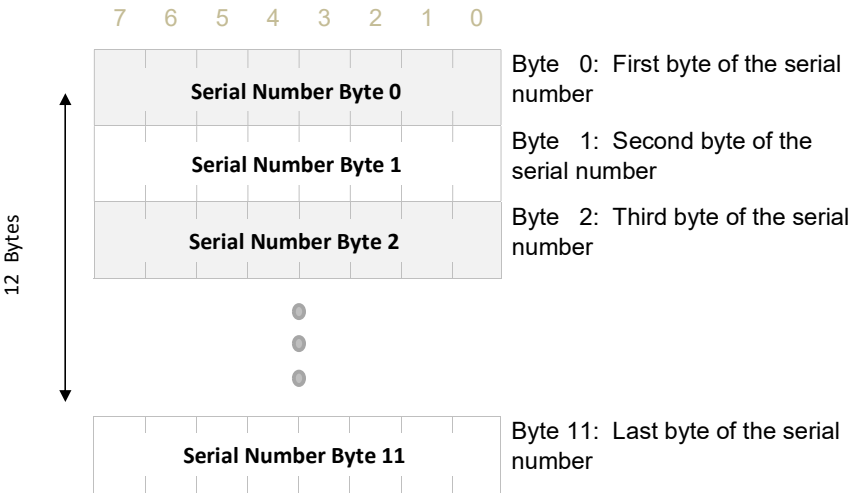 7 6 5 4 3 2 1 0
Serial Number Byte 0
Byte 0: First byte of the serial
number
Serial Number Byte 1
Byte 1: Second byte of the
serial number
Serial Number Byte 2
Byte 2: Third byte of the serial
number
12 Bytes
Serial Number Byte 11
Byte 11: Last byte of the serial
number